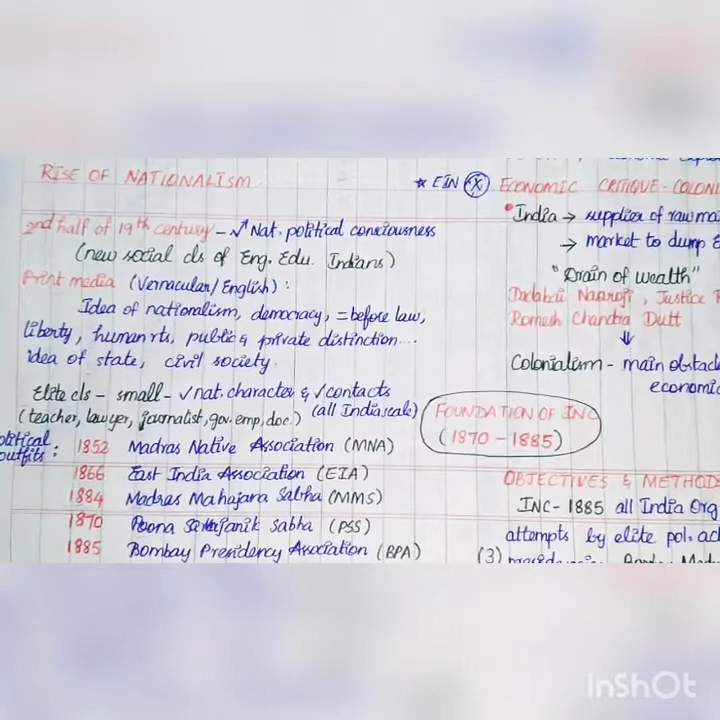 RISE OF NATIONALISM.
2nd half of 19th century - ↗ Nat. political conciousness
(new social cls of Eng. Edu. Indians)
Print media (Vernacular/English) :
Idea of nationalism, democracy, = before law,
liberty, human rts, public & private distinction...
idea of state, civil society.
Elite cls - small - ✓ nat. character & ✓ contacts
(teacher, lawyer, journalist, gov. emp, doc.) (all India scale)
olitical
outfits : 1852 Madras Native Association (MNA)
1866 East India Association (EIA)
1884 Madras Mahajara Sabha (MMS)
1870 Poona Sarvajanik Sabha (PSS)
1885 Bombay Presidency Association (BPA)
★ EIN (X) ECONOMIC CRITIQUE - COLONI
India → supplier of raw ma
→ market to dump
"Drain of wealth"
Dadabai Naoroji, Justice
Romesh Chandra Dutt
⇓
Colonialism - main obstac
economic
FOUNDATION OF INC
(1870 - 1885)
OBJECTIVES & METHODS
INC - 1885 all India Org
attempts by elite pol. ac
(3)
InShOt